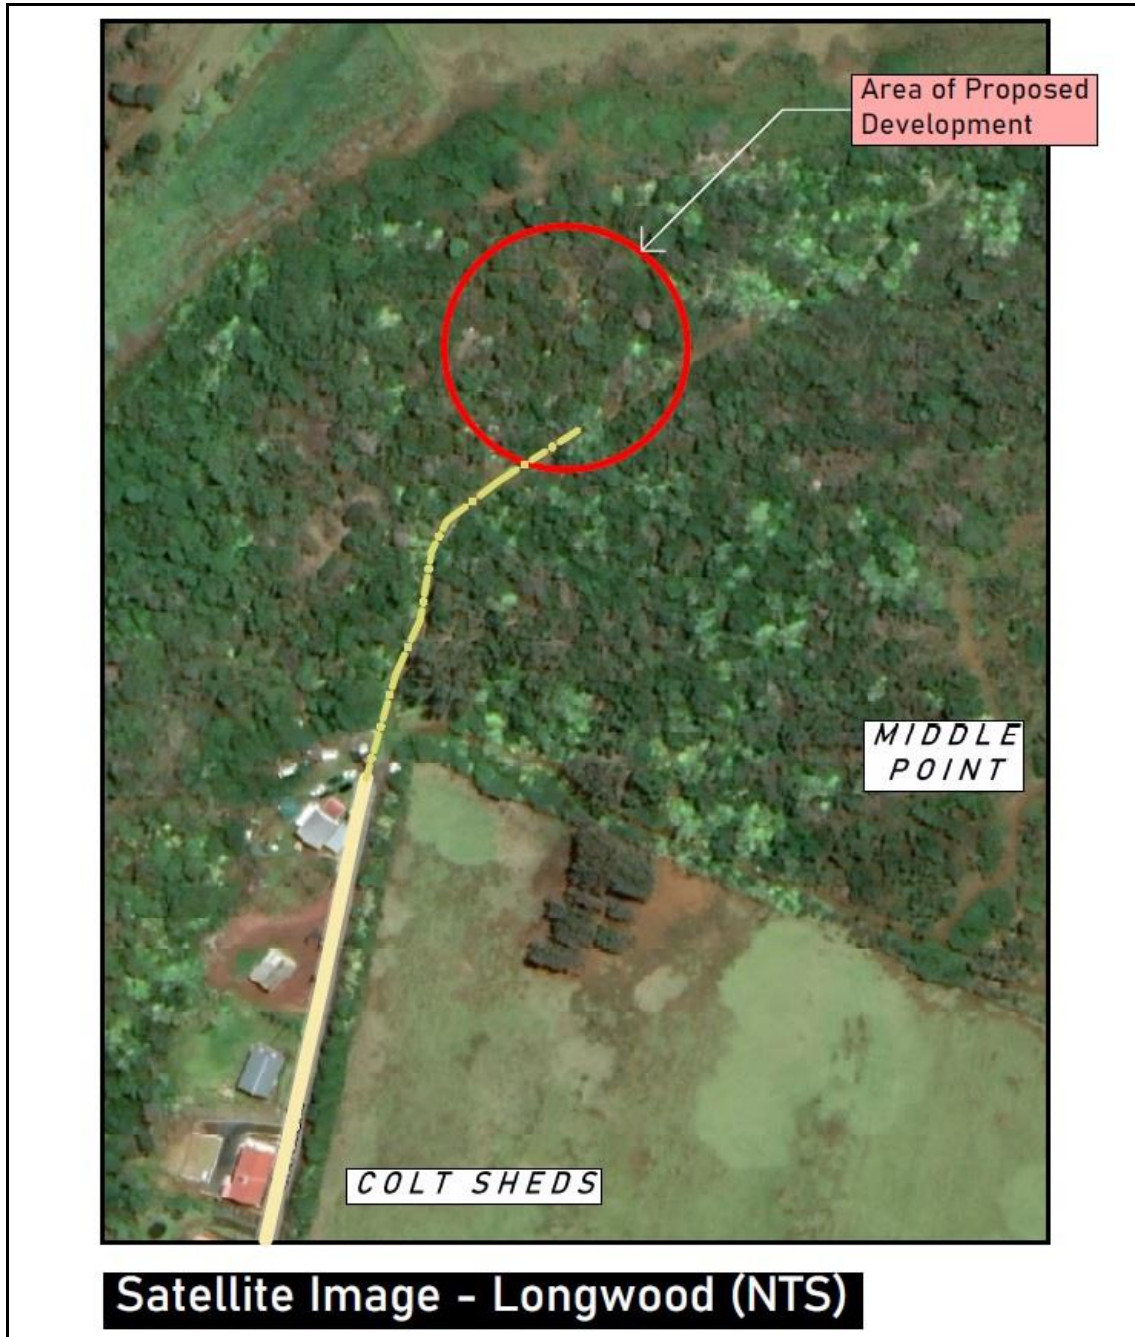 Area of Proposed
Development
MIDDLE
POINT
COLT SHEDS
Satellite Image - Longwood (NTS)